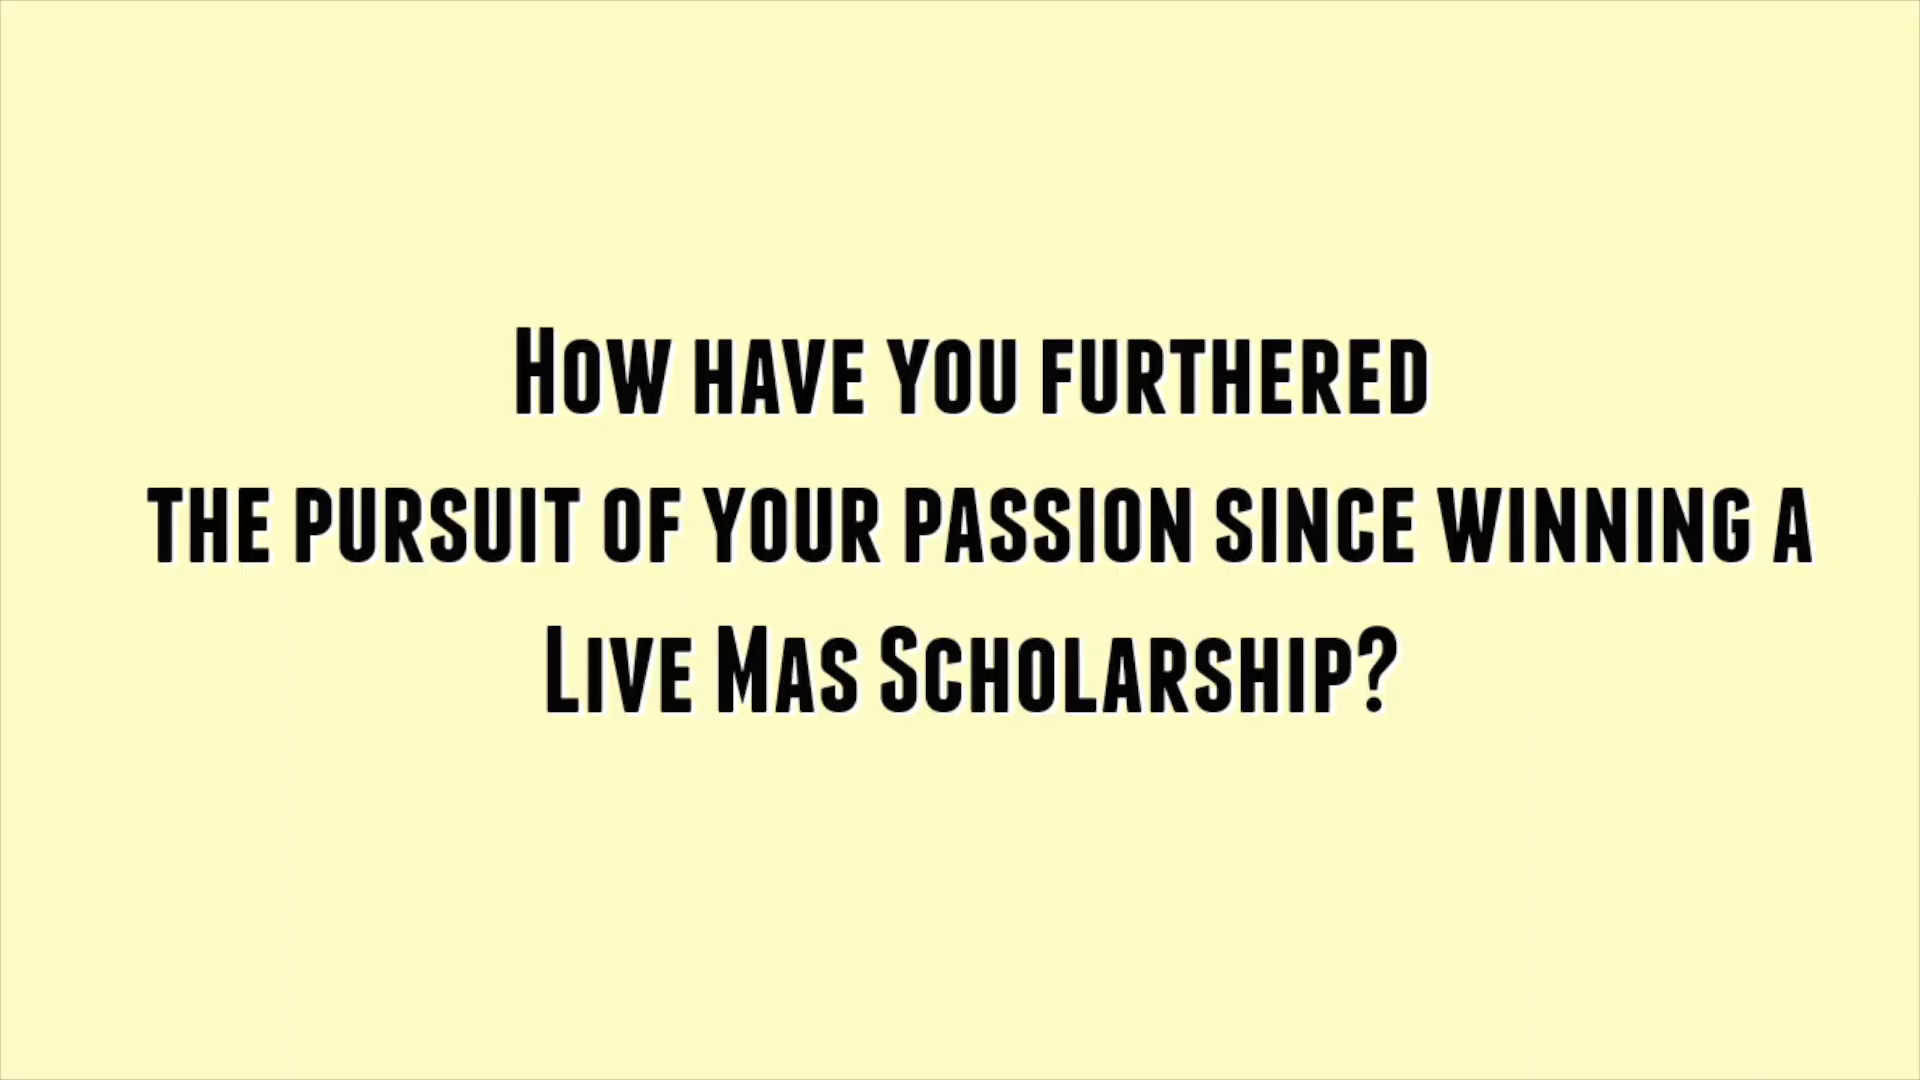 How have you furthered
the pursuit of your passion since winning a
Live Mas Scholarship?